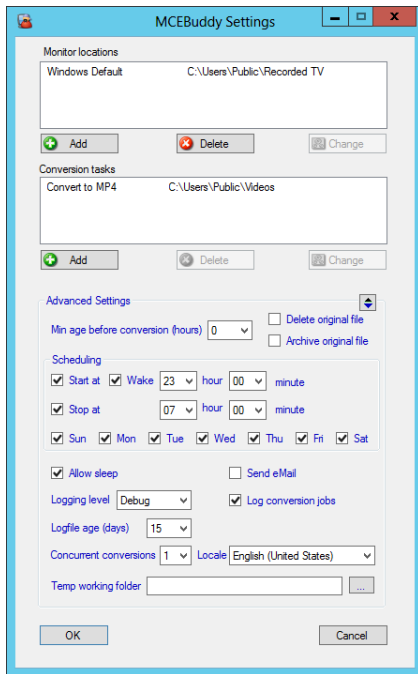 MCEBuddy Settings
Monitor locations
Windows Default C:\Users\Public\Recorded TV
Add Delete Change
Conversion tasks
Convert to MP4 C:\Users\Public\Videos
Add Delete Change
Advanced Settings
Min age before conversion (hours) 0 Delete original file
Archive original file
Scheduling
Start at Wake 23 hour 00 minute
Stop at 07 hour 00 minute
Sun Mon Tue Wed Thu Fri Sat
Allow sleep Send eMail
Logging level Debug Log conversion jobs
Logfile age (days) 15
Concurrent conversions 1 Locale English (United States)
Temp working folder ...
OK Cancel